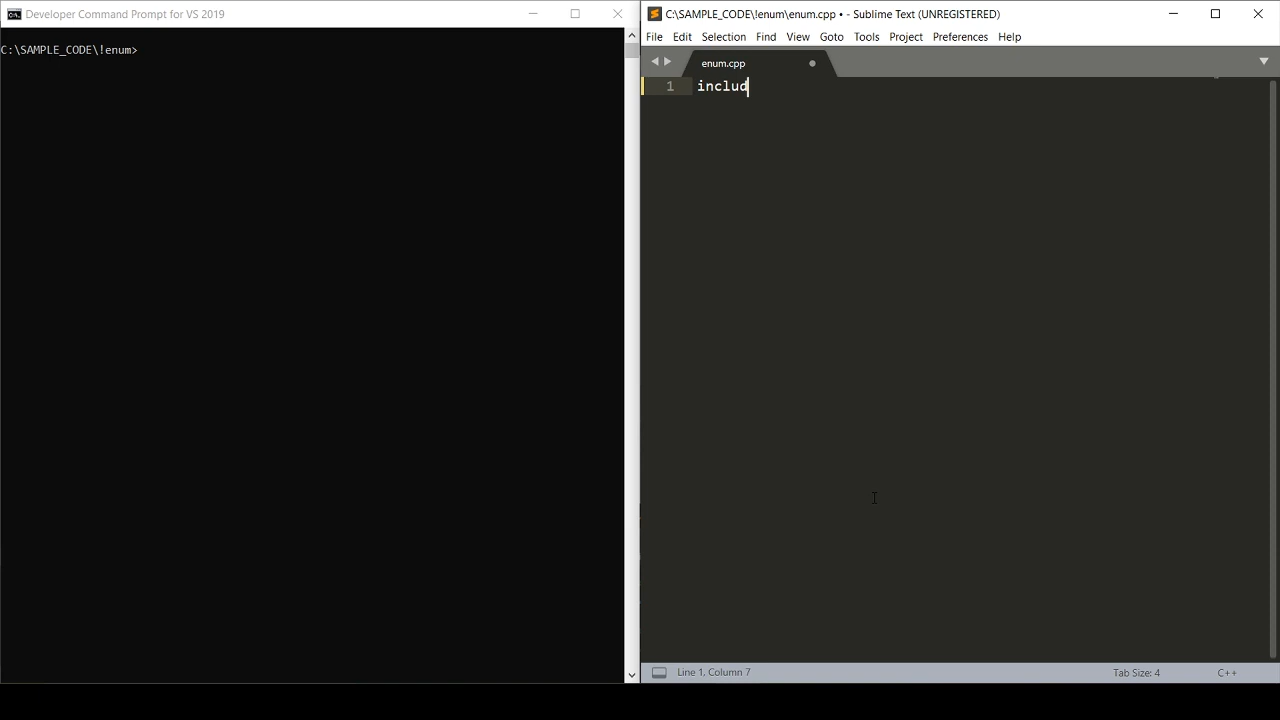 Developer Command Prompt for VS 2019
C:\SAMPLE_CODE\!enum>
C:\SAMPLE_CODE\!enum\enum.cpp • - Sublime Text (UNREGISTERED)
File Edit Selection Find View Goto Tools Project Preferences Help
enum.cpp
1 includ
Line 1, Column 7 Tab Size: 4 C++